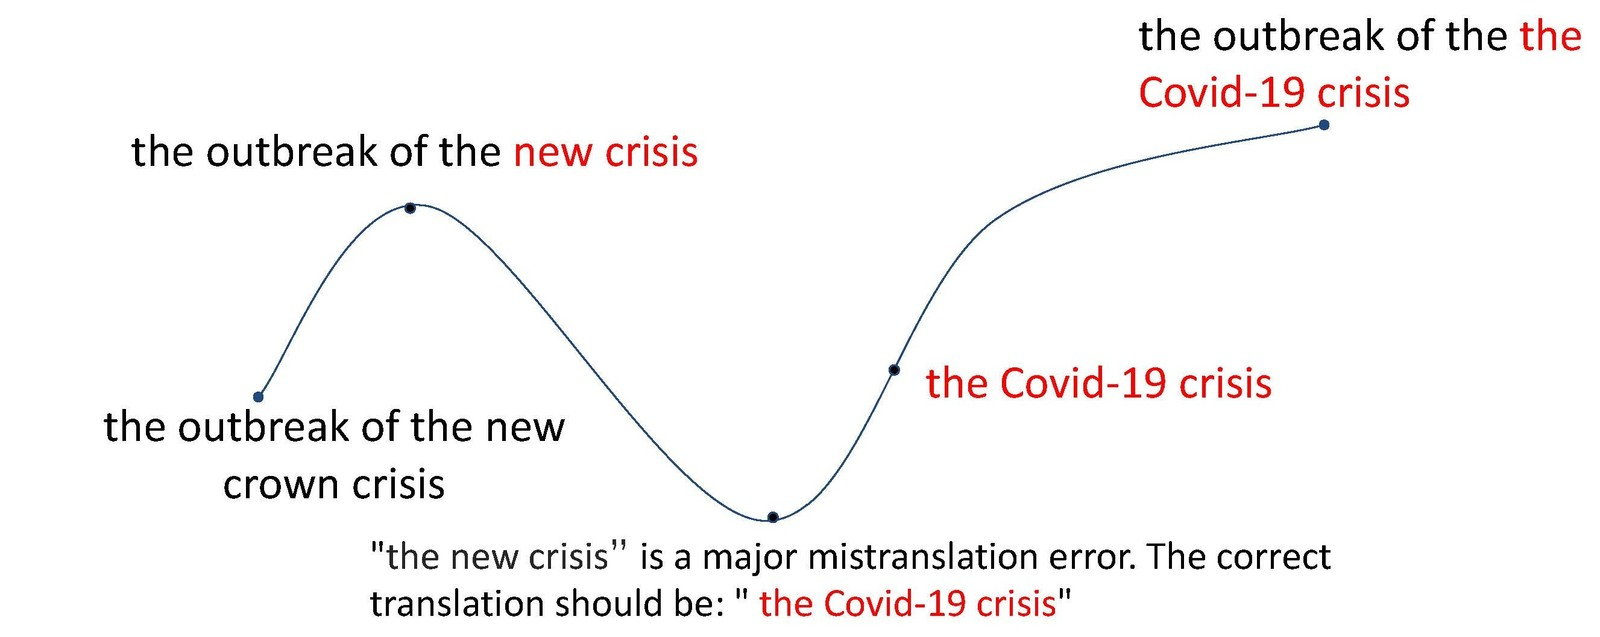 the outbreak of the new crisis
the outbreak of the new
crown crisis
"the new crisis” is a major mistranslation error. The correct
translation should be: " the Covid-19 crisis"
the Covid-19 crisis
the outbreak of the the
Covid-19 crisis